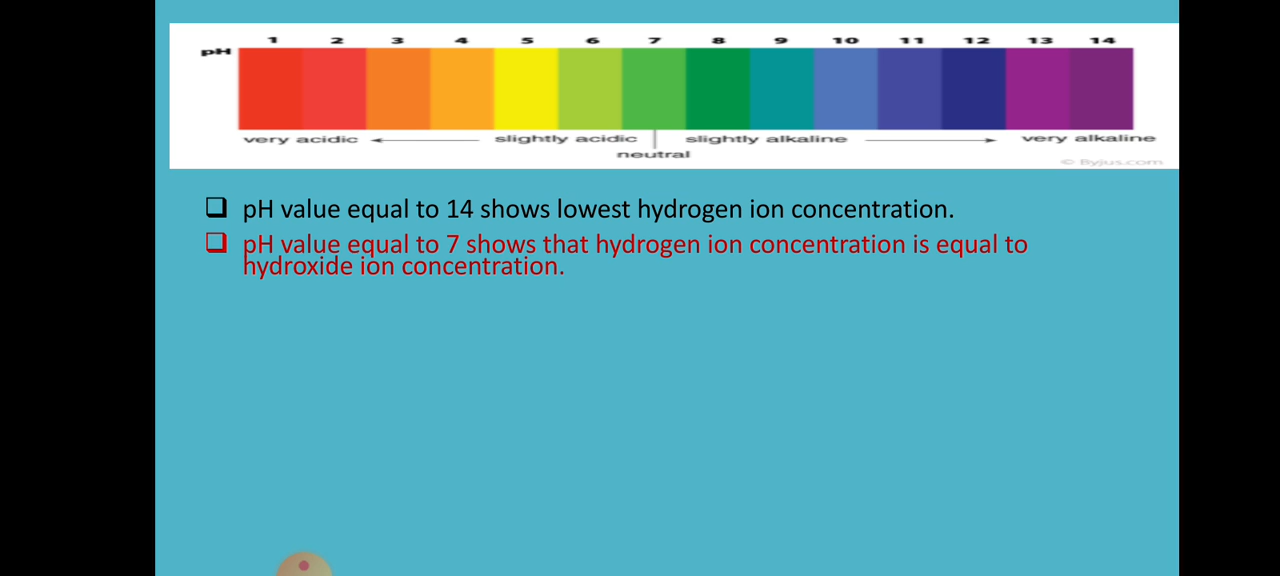 1 2 3 4 5 6 7 8 9 10 11 12 13 14
pH
very acidic slightly acidic slightly alkaline very alkaline
neutral
© Byjus.com
pH value equal to 14 shows lowest hydrogen ion concentration.
pH value equal to 7 shows that hydrogen ion concentration is equal to
hydroxide ion concentration.